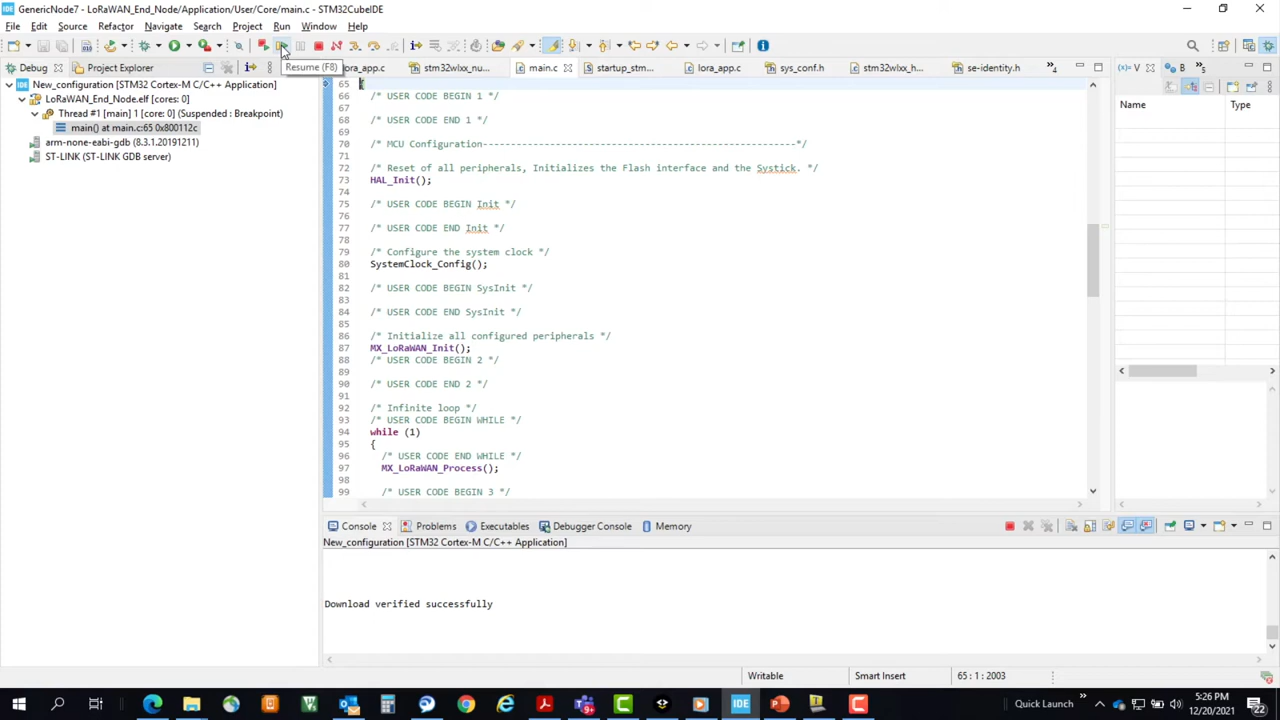 GenericNode7 - LoRaWAN_End_Node/Application/User/Core/main.c - STM32CubeIDE
File Edit Source Refactor Navigate Search Project Run Window Help
Resume (F8)
Debug Project Explorer
New_configuration [STM32 Cortex-M C/C++ Application]
LoRaWAN_End_Node.elf [cores: 0]
Thread #1 [main] 1 [core: 0] (Suspended : Breakpoint)
main() at main.c:65 0x800112c
arm-none-eabi-gdb (8.3.1.20191211)
ST-LINK (ST-LINK GDB server)
lora_app.c stm32wlxx_nu... main.c startup_stm... lora_app.c sys_conf.h stm32wlxx_h... se-identity.h 4
65 {
66 /* USER CODE BEGIN 1 */
67
68 /* USER CODE END 1 */
69
70 /* MCU Configuration--------------------------------------------------------*/
71
72 /* Reset of all peripherals, Initializes the Flash interface and the Systick. */
73 HAL_Init();
74
75 /* USER CODE BEGIN Init */
76
77 /* USER CODE END Init */
78
79 /* Configure the system clock */
80 SystemClock_Config();
81
82 /* USER CODE BEGIN SysInit */
83
84 /* USER CODE END SysInit */
85
86 /* Initialize all configured peripherals */
87 MX_LoRaWAN_Init();
88 /* USER CODE BEGIN 2 */
89
90 /* USER CODE END 2 */
91
92 /* Infinite loop */
93 /* USER CODE BEGIN WHILE */
94 while (1)
95 {
96 /* USER CODE END WHILE */
97 MX_LoRaWAN_Process();
98
99 /* USER CODE BEGIN 3 */
V B 5
Name Type
Console Problems Executables Debugger Console Memory
New_configuration [STM32 Cortex-M C/C++ Application]
Download verified successfully
Writable Smart Insert 65 : 1 : 2003
IDE
Quick Launch
5:26 PM
12/20/2021
22